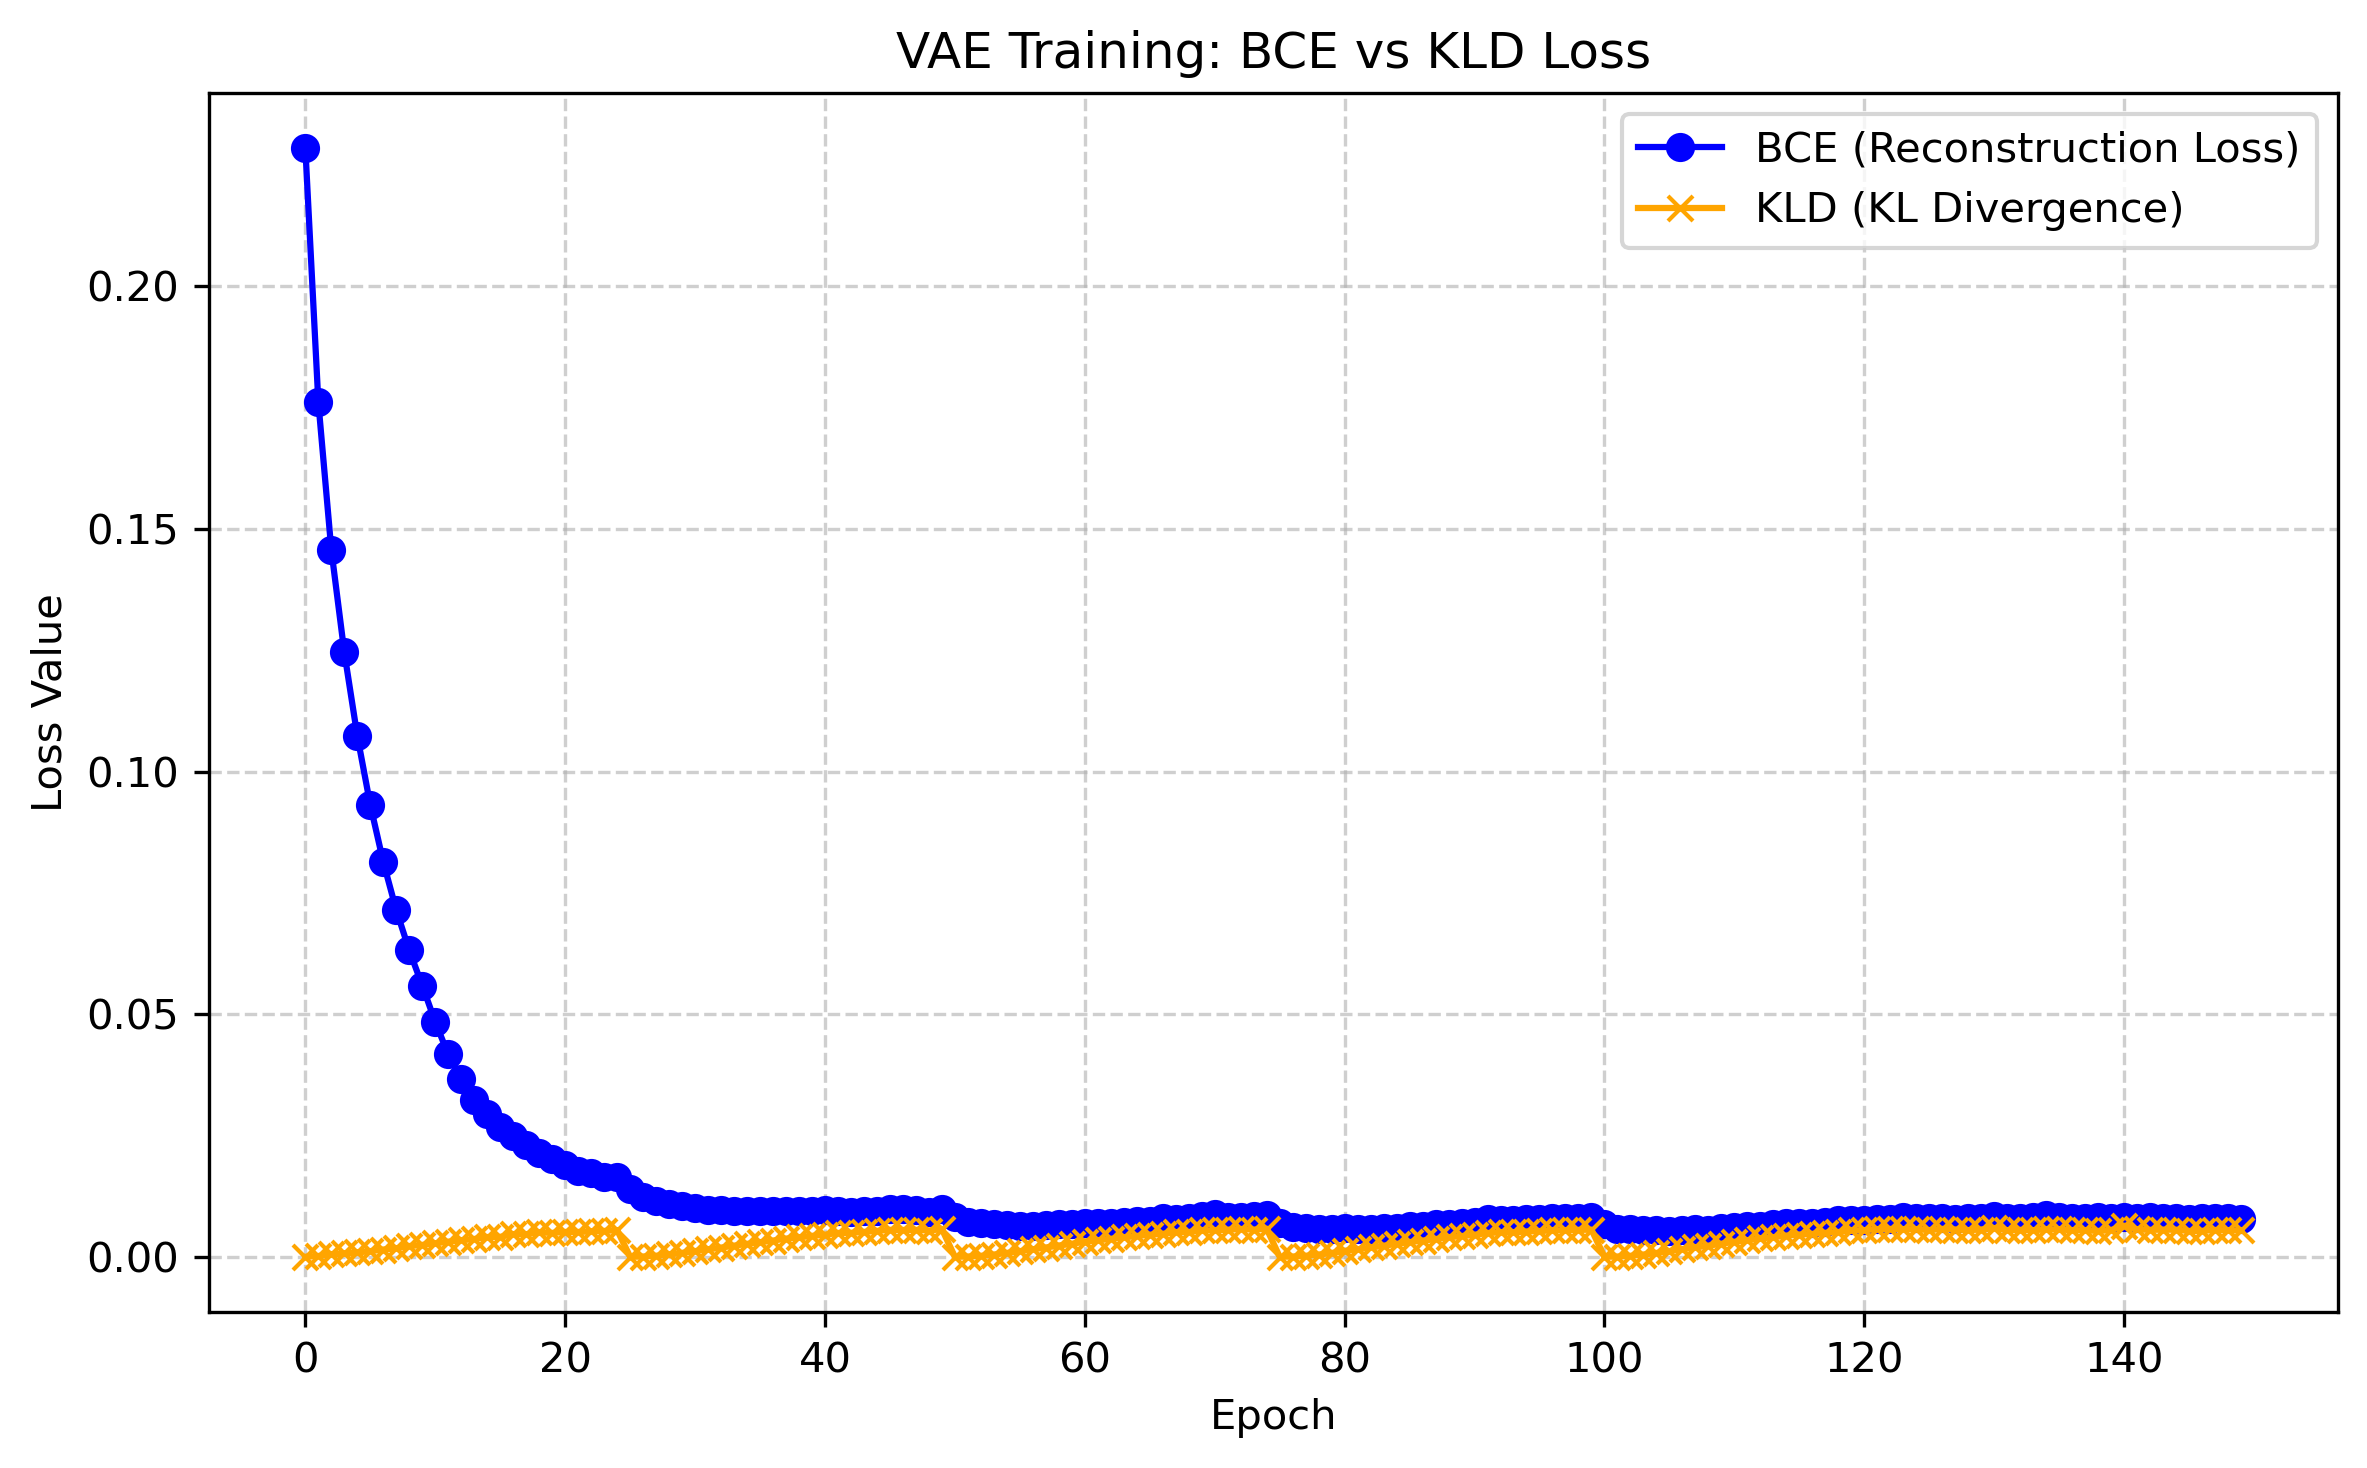 VAE Training: BCE vs KLD Loss
BCE (Reconstruction Loss)
KLD (KL Divergence)
Loss Value
0.20
0.15
0.10
0.05
0.00
0 20 40 60 80 100 120 140
Epoch